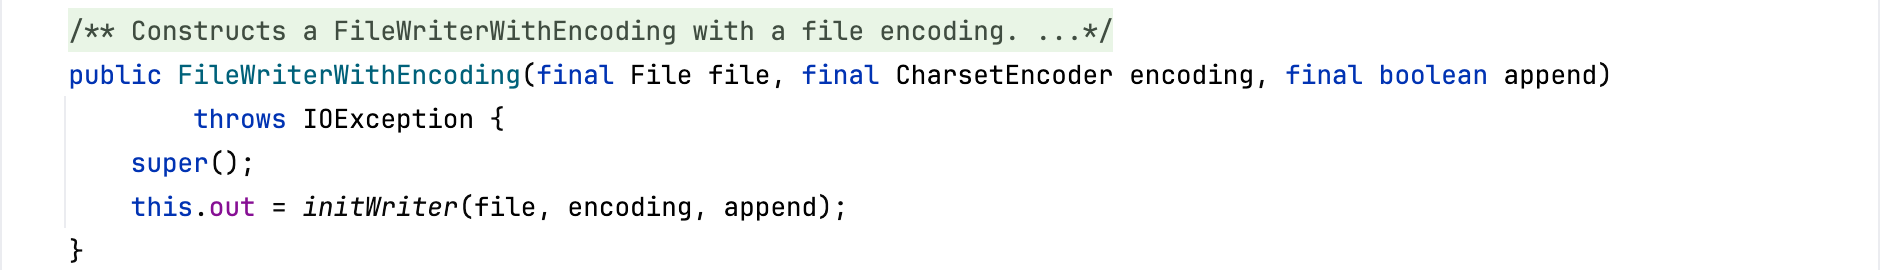 /** Constructs a FileWriterWithEncoding with a file encoding. ...*/
public FileWriterWithEncoding(final File file, final CharsetEncoder encoding, final boolean append)
        throws IOException {
    super();
    this.out = initWriter(file, encoding, append);
}